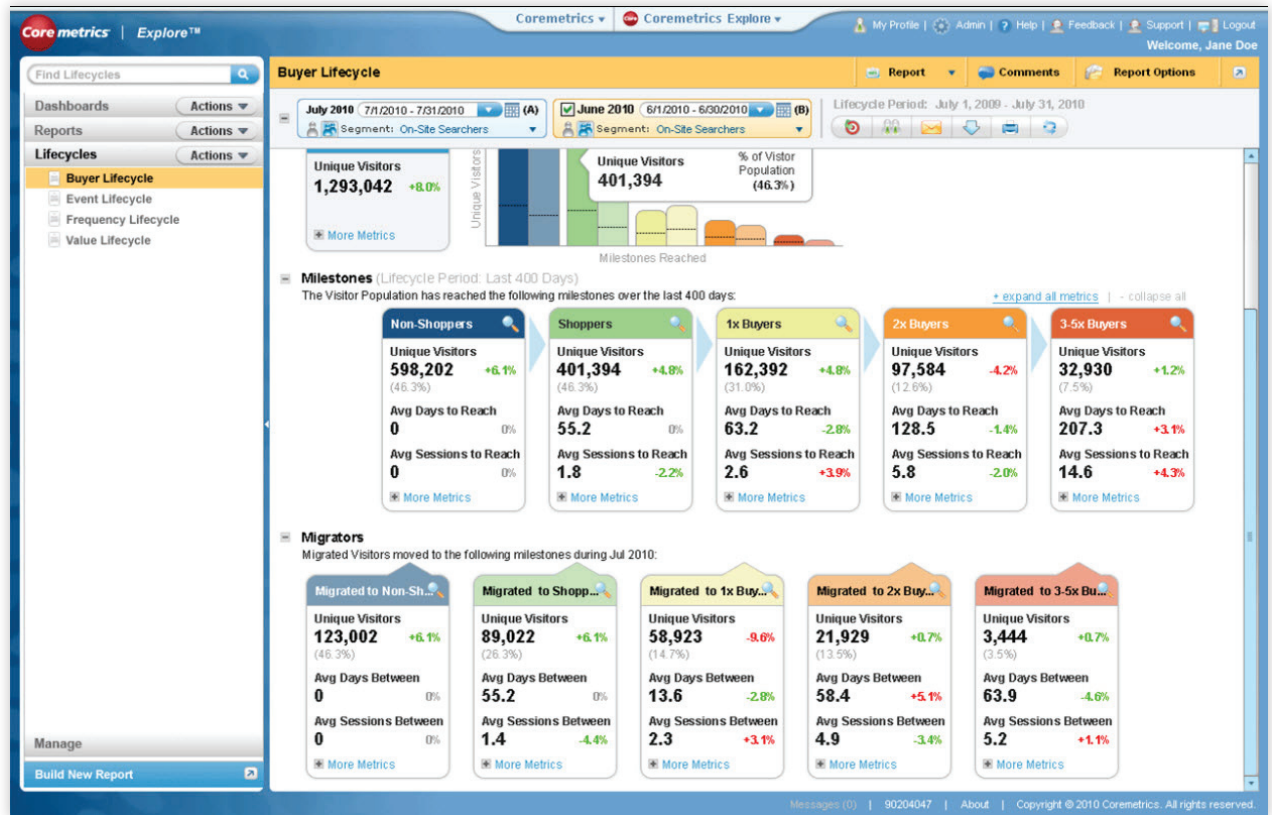 Coremetrics Explore™
Coremetrics
Coremetrics Explore
My Profile | Admin | Help | Feedback | Support | Logout
Welcome, Jane Doe
Find Lifecycles
Dashboards Actions
Reports Actions
Lifecycles Actions
Buyer Lifecycle
Event Lifecycle
Frequency Lifecycle
Value Lifecycle
Manage
Build New Report
Buyer Lifecycle
Report
Comments
Report Options
July 2010 7/1/2010 - 7/31/2010 (A)
Segment: On-Site Searchers
June 2010 6/1/2010 - 6/30/2010 (B)
Segment: On-Site Searchers
Lifecycle Period: July 1, 2009 - July 31, 2010
Unique Visitors
1,293,042 +8.0%
More Metrics
Unique Visitors
Unique Visitors
401,394
% of Vistor
Population
(46.3%)
Milestones Reached
Milestones (Lifecycle Period: Last 400 Days)
The Visitor Population has reached the following milestones over the last 400 days:
+ expand all metrics | - collapse all
Non-Shoppers
Unique Visitors
598,202 +6.1%
(46.3%)
Avg Days to Reach
0 0%
Avg Sessions to Reach
0 0%
More Metrics
Shoppers
Unique Visitors
401,394 +4.8%
(46.3%)
Avg Days to Reach
55.2 0%
Avg Sessions to Reach
1.8 -2.2%
More Metrics
1x Buyers
Unique Visitors
162,392 +4.8%
(31.0%)
Avg Days to Reach
63.2 -2.8%
Avg Sessions to Reach
2.6 +3.9%
More Metrics
2x Buyers
Unique Visitors
97,584 -4.2%
(12.6%)
Avg Days to Reach
128.5 -1.4%
Avg Sessions to Reach
5.8 -2.0%
More Metrics
3-5x Buyers
Unique Visitors
32,930 +1.2%
(7.5%)
Avg Days to Reach
207.3 +3.1%
Avg Sessions to Reach
14.6 +4.3%
More Metrics
Migrators
Migrated Visitors moved to the following milestones during Jul 2010:
Migrated to Non-Sh...
Unique Visitors
123,002 +6.1%
(46.3%)
Avg Days Between
0 0%
Avg Sessions Between
0 0%
More Metrics
Migrated to Shopp...
Unique Visitors
89,022 +6.1%
(26.3%)
Avg Days Between
55.2 0%
Avg Sessions Between
1.4 -4.4%
More Metrics
Migrated to 1x Buy...
Unique Visitors
58,923 -9.6%
(14.7%)
Avg Days Between
13.6 -2.8%
Avg Sessions Between
2.3 +3.1%
More Metrics
Migrated to 2x Buy...
Unique Visitors
21,929 +0.7%
(13.5%)
Avg Days Between
58.4 +5.1%
Avg Sessions Between
4.9 -3.4%
More Metrics
Migrated to 3-5x Bu...
Unique Visitors
3,444 +0.7%
(3.5%)
Avg Days Between
63.9 -4.6%
Avg Sessions Between
5.2 +1.1%
More Metrics
Messages (0) | 90204047 | About | Copyright © 2010 Coremetrics. All rights reserved.